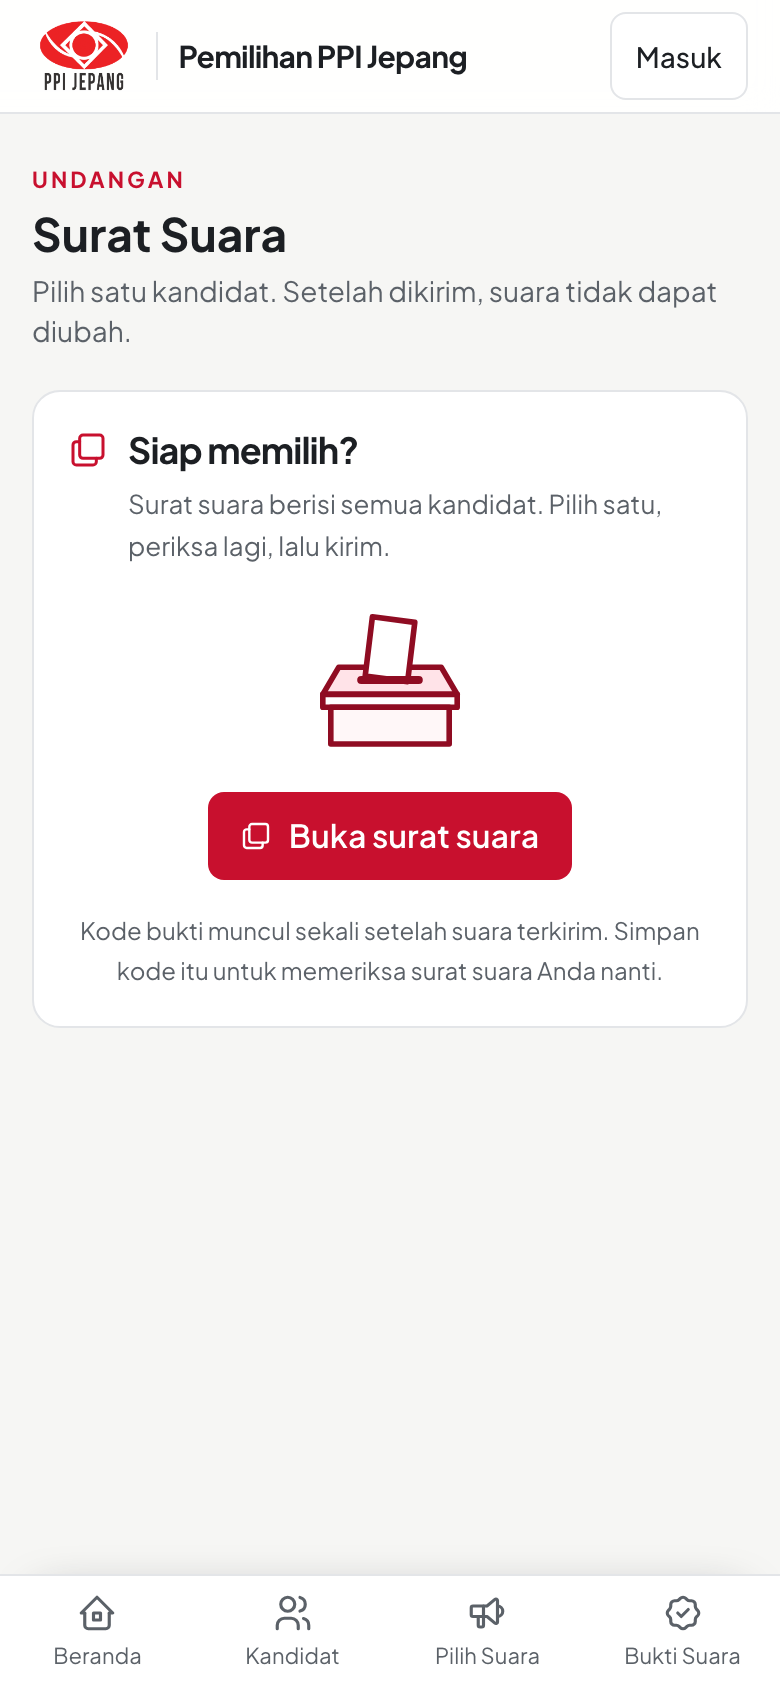 PPI JEPANG
Pemilihan PPI Jepang
Masuk
UNDANGAN
Surat Suara
Pilih satu kandidat. Setelah dikirim, suara tidak dapat
diubah.
Siap memilih?
Surat suara berisi semua kandidat. Pilih satu,
periksa lagi, lalu kirim.
Buka surat suara
Kode bukti muncul sekali setelah suara terkirim. Simpan
kode itu untuk memeriksa surat suara Anda nanti.
Beranda
Kandidat
Pilih Suara
Bukti Suara